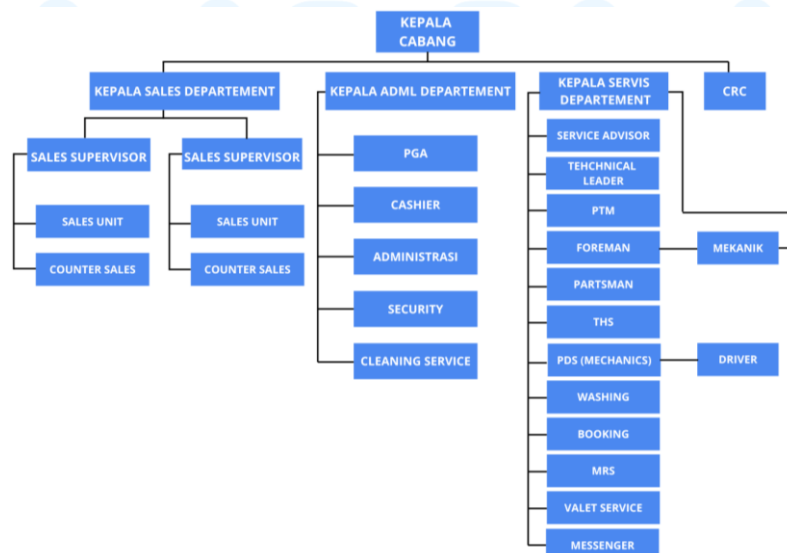 KEPALA
CABANG
KEPALA SALES DEPARTEMENT
KEPALA ADML DEPARTEMENT
KEPALA SERVIS
DEPARTEMENT
CRC
SALES SUPERVISOR
SALES SUPERVISOR
SALES UNIT
SALES UNIT
COUNTER SALES
COUNTER SALES
PGA
CASHIER
ADMINISTRASI
SECURITY
CLEANING SERVICE
SERVICE ADVISOR
TEHCHNICAL
LEADER
PTM
FOREMAN
MEKANIK
PARTSMAN
THS
PDS (MECHANICS)
DRIVER
WASHING
BOOKING
MRS
VALET SERVICE
MESSENGER